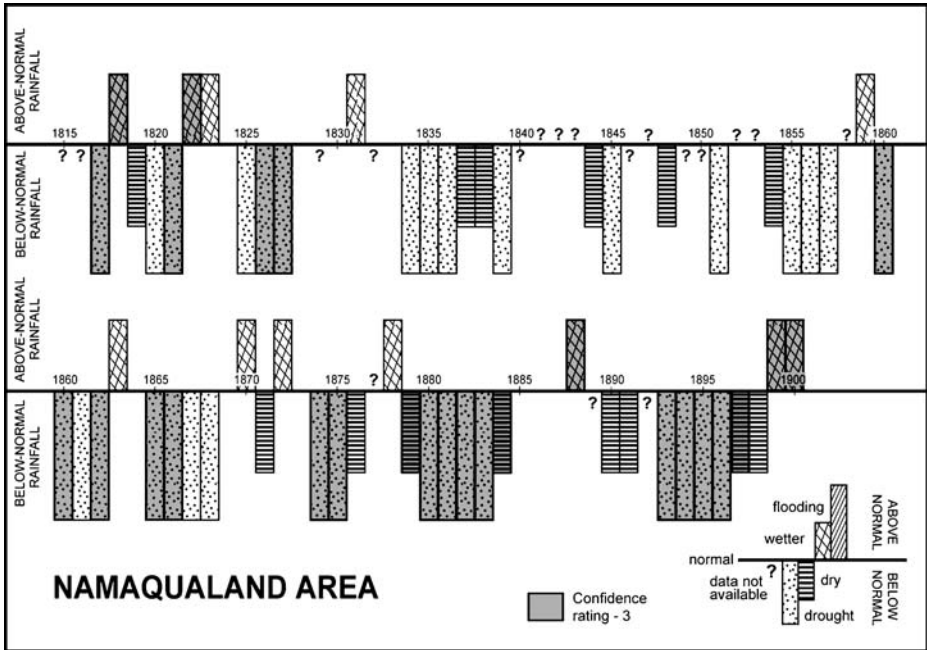 ABOVE-NORMAL
RAINFALL
1815 1820 1825 1830 1835 1840 1845 1850 1855 1860
? ? ? ? ? ? ? ? ? ? ? ? ? ? ?
BELOW-NORMAL
RAINFALL
ABOVE-NORMAL
RAINFALL
1860 1865 1870 1875 1880 1885 1890 1895 1900
? ? ?
BELOW-NORMAL
RAINFALL
NAMAQUALAND AREA
Confidence
rating - 3
flooding
wetter
ABOVE
NORMAL
normal
?
data not
available
dry
drought
BELOW
NORMAL